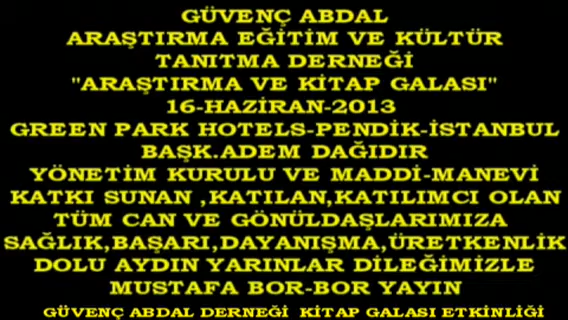 GÜVENÇ ABDAL
ARAŞTIRMA EĞİTİM VE KÜLTÜR
TANITMA DERNEĞİ
"ARAŞTIRMA VE KİTAP GALASI"
16-HAZİRAN-2013
GREEN PARK HOTELS-PENDİK-İSTANBUL
BAŞK.ADEM DAĞIDIR
YÖNETİM KURULU VE MADDİ-MANEVİ
KATKI SUNAN ,KATILAN,KATILIMCI OLAN
TÜM CAN VE GÖNÜLDAŞLARIMIZA
SAĞLIK,BAŞARI,DAYANIŞMA,ÜRETKENLİK
DOLU AYDIN YARINLAR DİLEĞİMİZLE
MUSTAFA BOR-BOR YAYIN
GÜVENÇ ABDAL DERNEĞİ KİTAP GALASI ETKİNLİĞİ